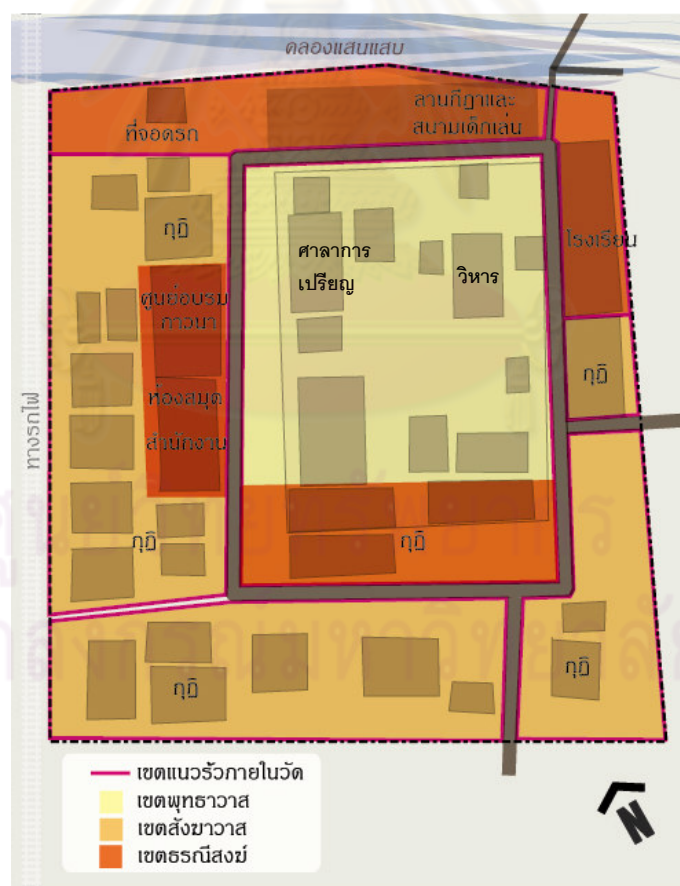 คลองแสนแสบ
ลานกีฬาและ
สนามเด็กเล่น
ที่จอดรถ
กุฏิ
ศาลาการ
เปรียญ
วิหาร
โรงเรียน
ศูนย์อบรม
ภาวนา
กุฏิ
ห้องสมุด
สำนักงาน
ทางรถไฟ
กุฏิ
กุฏิ
กุฏิ
กุฏิ
เขตแนวรั้วภายในวัด
เขตพุทธาวาส
เขตสังฆาวาส
เขตธรณีสงฆ์
N